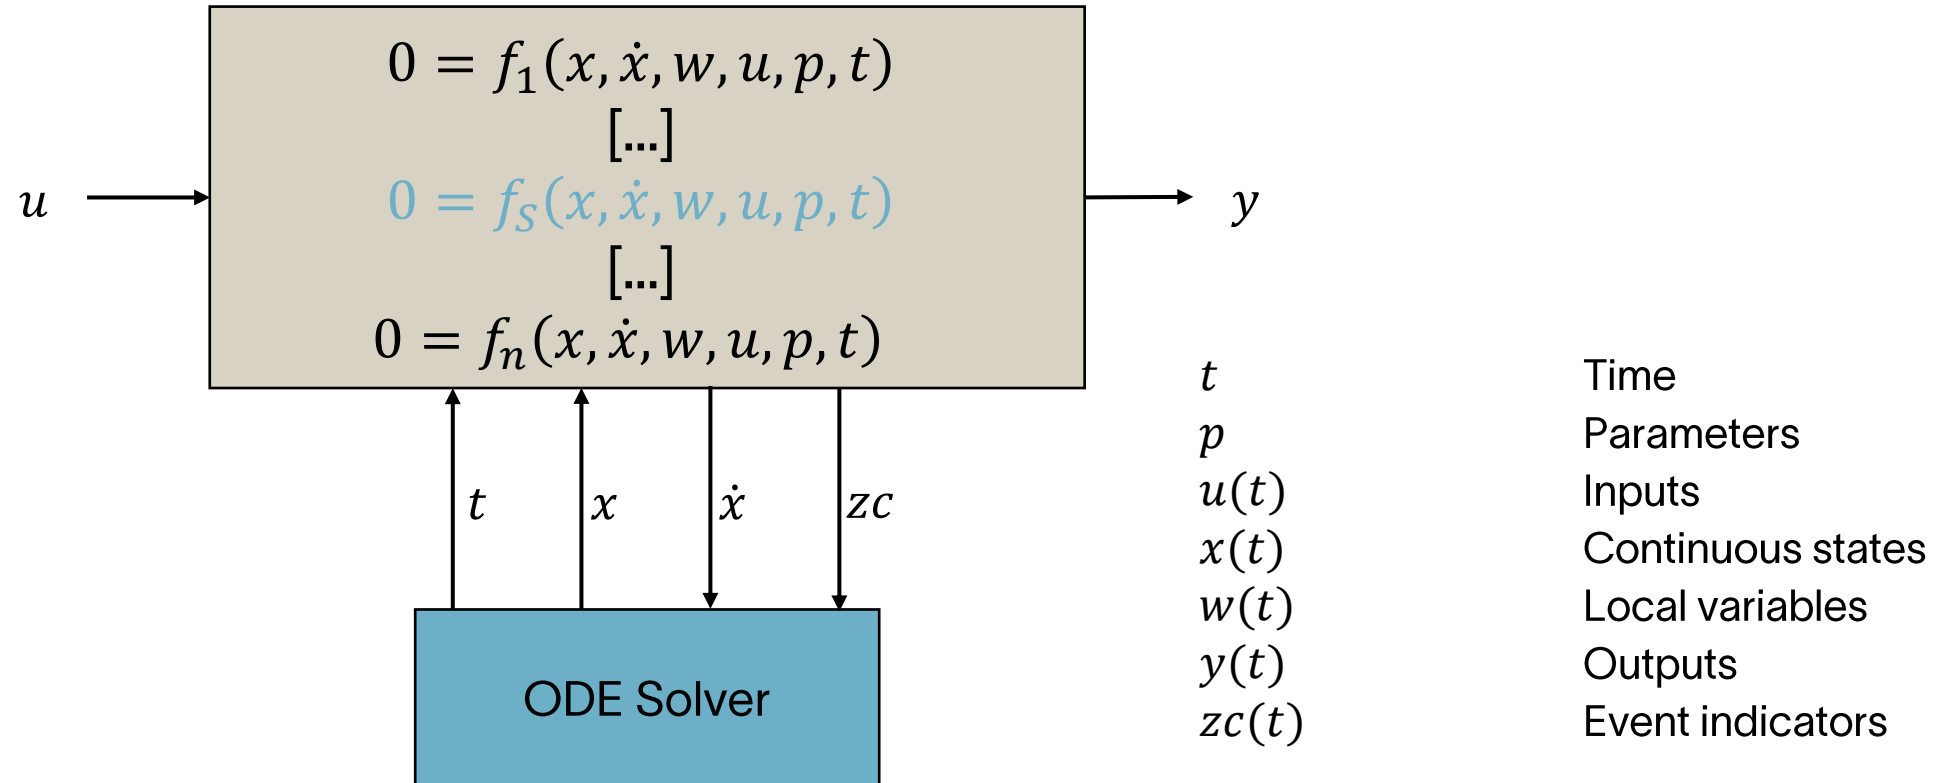 0 = f₁(x, ẋ, w, u, p, t)
[...]
u
0 = f_S(x, ẋ, w, u, p, t)
y
[...]
0 = fₙ(x, ẋ, w, u, p, t)
t x ẋ zc
ODE Solver
t Time
p Parameters
u(t) Inputs
x(t) Continuous states
w(t) Local variables
y(t) Outputs
zc(t) Event indicators